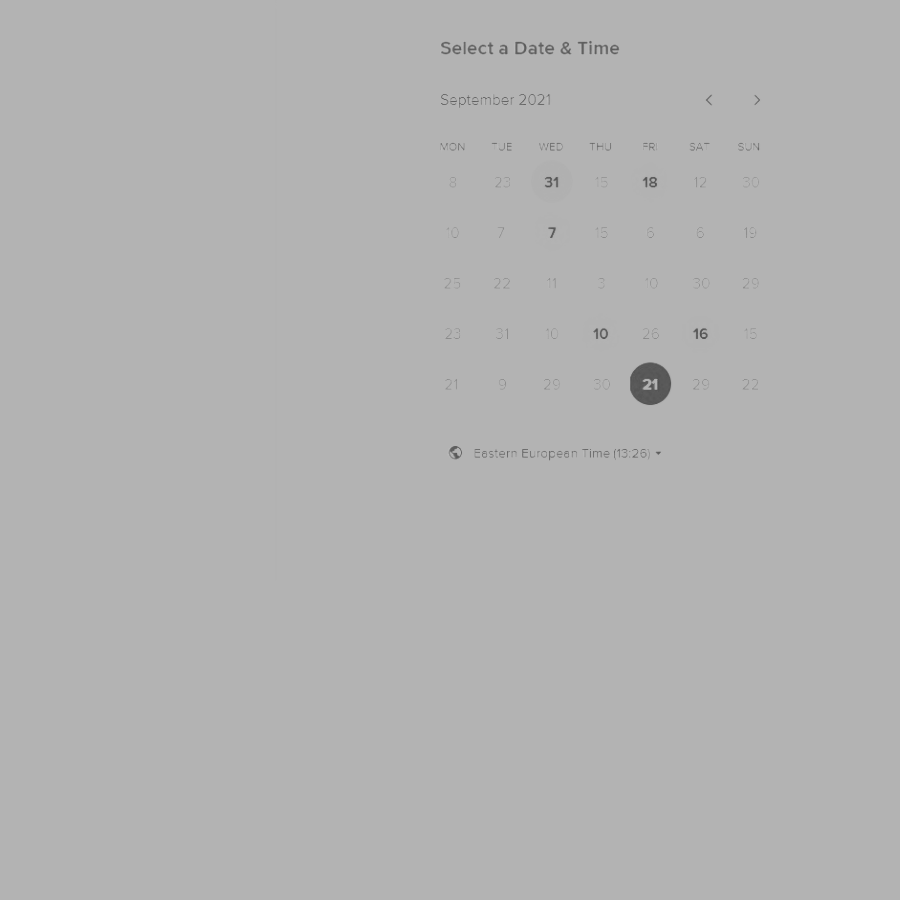 Select a Date & Time
September 2021
MON TUE WED THU FRI SAT SUN
8 23 31 15 18 12 30
10 7 7 15 6 6 19
25 22 11 3 10 30 29
23 31 10 10 26 16 15
21 9 29 30 21 29 22
Eastern European Time (13:26)